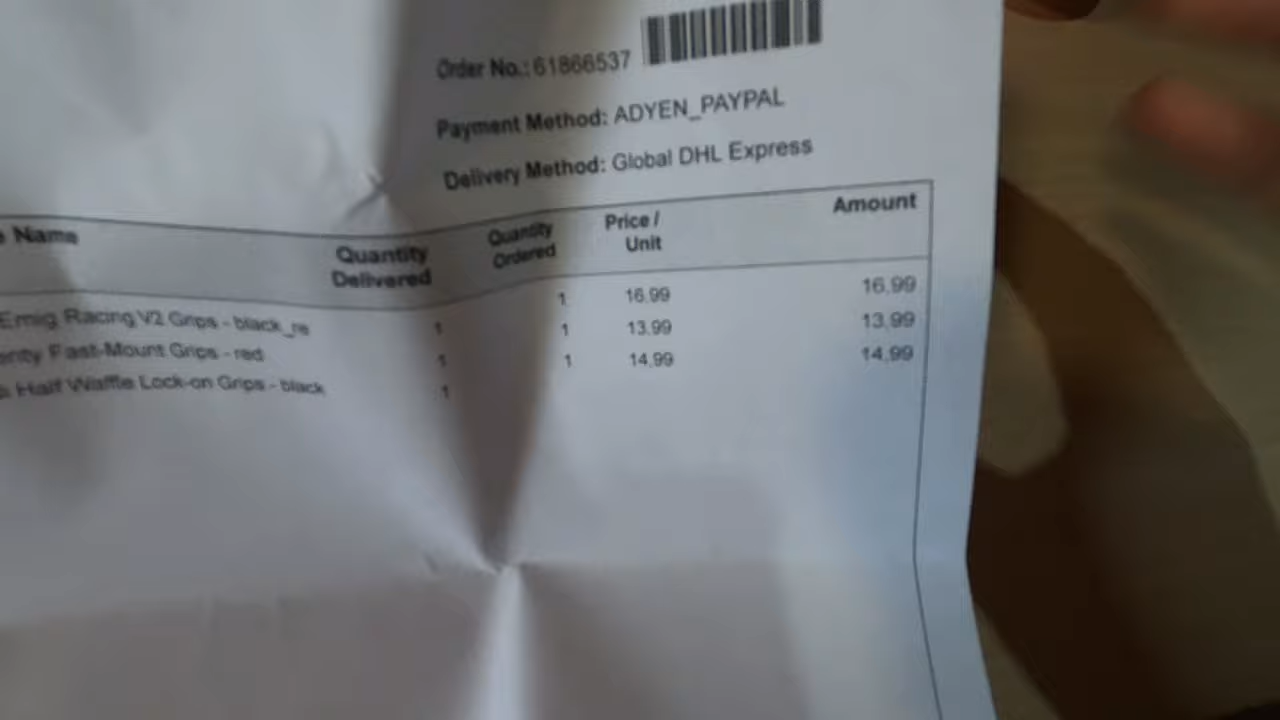 Order No.: 61866537
Payment Method: ADYEN_PAYPAL
Delivery Method: Global DHL Express
Name Quantity Delivered Quantity Ordered Price / Unit Amount
Emig Racing V2 Grips - black_re 1 1 16.99 16.99
Fast-Mount Grips - red 1 1 13.99 13.99
Half Waffle Lock-on Grips - black 1 1 14.99 14.99